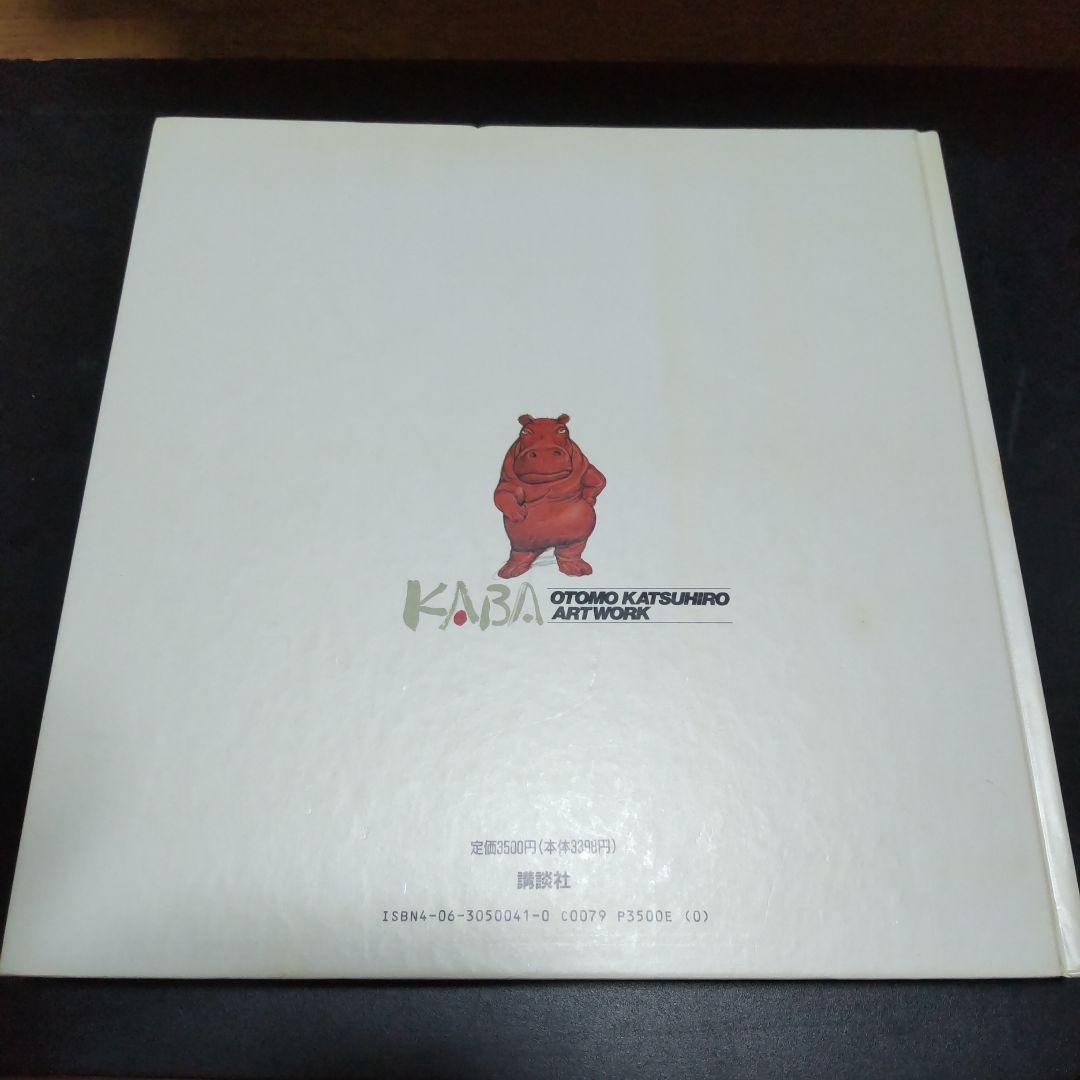 KABA
OTOMO KATSUHIRO
ARTWORK
定価3500円(本体3398円)
講談社
ISBN4-06-3050041-0 C0079 P3500E (0)